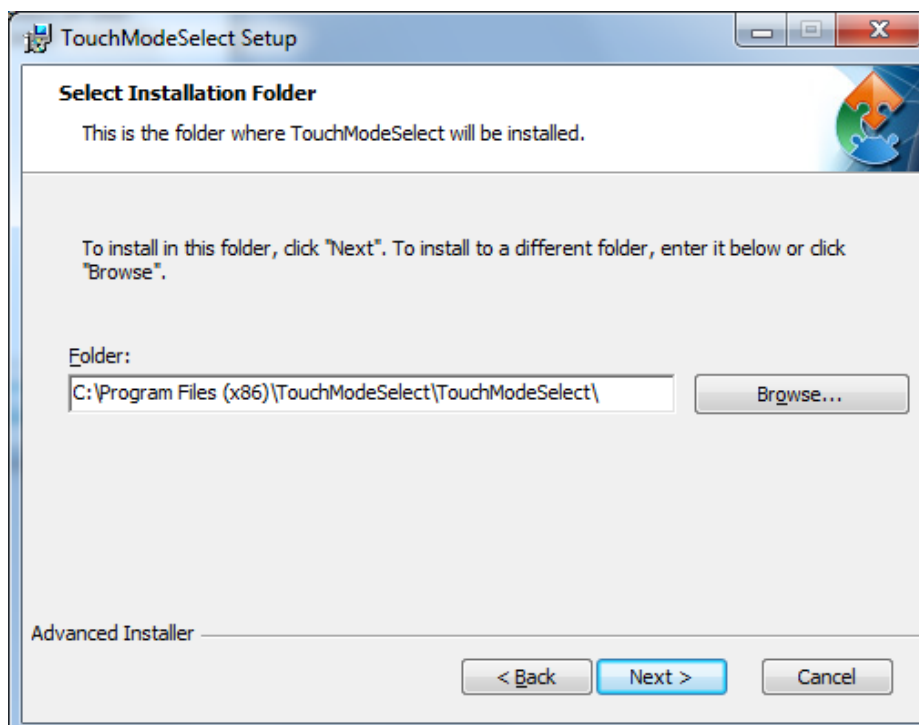 TouchModeSelect Setup
Select Installation Folder
This is the folder where TouchModeSelect will be installed.
To install in this folder, click "Next". To install to a different folder, enter it below or click
"Browse".
Folder:
C:\Program Files (x86)\TouchModeSelect\TouchModeSelect\
Browse...
Advanced Installer
< Back
Next >
Cancel